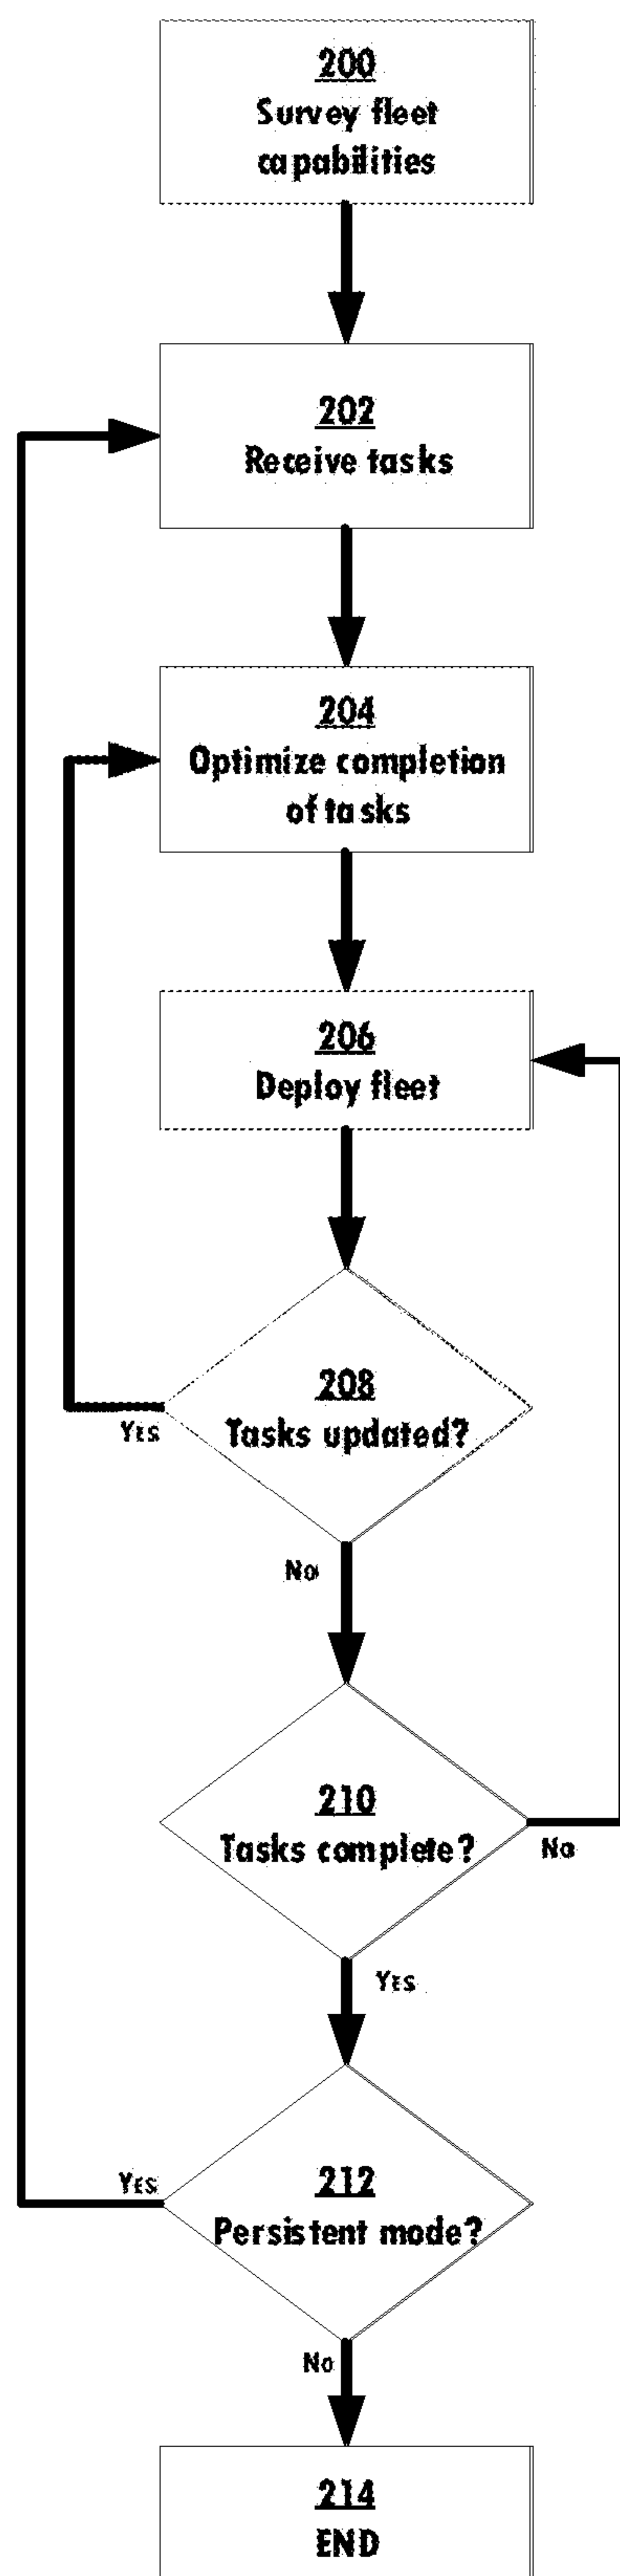 200
Survey fleet
capabilities
202
Receive tasks
204
Optimize completion
of tasks
206
Deploy fleet
208
Tasks updated?
YES
No
210
Tasks complete?
No
YES
212
Persistent mode?
YES
No
214
END